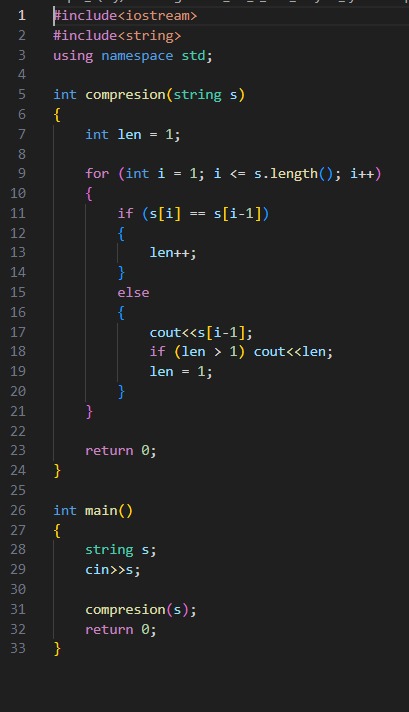 1 #include<iostream>
2 #include<string>
3 using namespace std;
4
5 int compresion(string s)
6 {
7     int len = 1;
8
9     for (int i = 1; i <= s.length(); i++)
10     {
11         if (s[i] == s[i-1])
12         {
13             len++;
14         }
15         else
16         {
17             cout<<s[i-1];
18             if (len > 1) cout<<len;
19             len = 1;
20         }
21     }
22
23     return 0;
24 }
25
26 int main()
27 {
28     string s;
29     cin>>s;
30
31     compresion(s);
32     return 0;
33 }